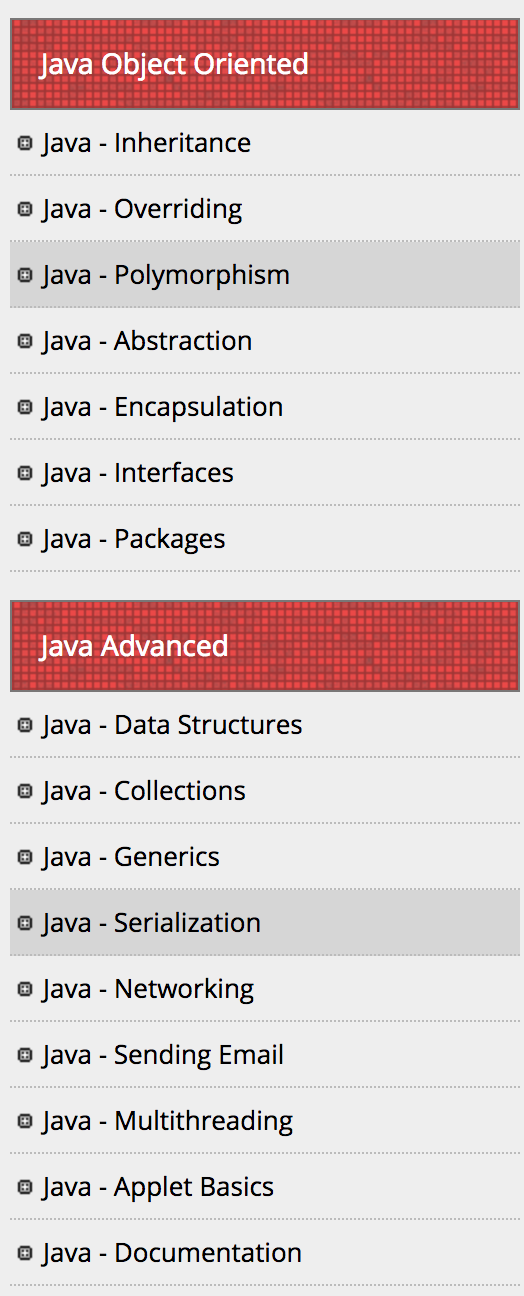 Java Object Oriented
Java - Inheritance
Java - Overriding
Java - Polymorphism
Java - Abstraction
Java - Encapsulation
Java - Interfaces
Java - Packages
Java Advanced
Java - Data Structures
Java - Collections
Java - Generics
Java - Serialization
Java - Networking
Java - Sending Email
Java - Multithreading
Java - Applet Basics
Java - Documentation